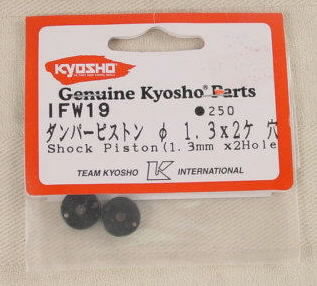 KYOSHO
Genuine Kyosho Parts
IFW19 ●250
ダンパーピストン φ 1.3x2ケ穴
Shock Piston(1.3mm x2Hole
TEAM KYOSHO K INTERNATIONAL